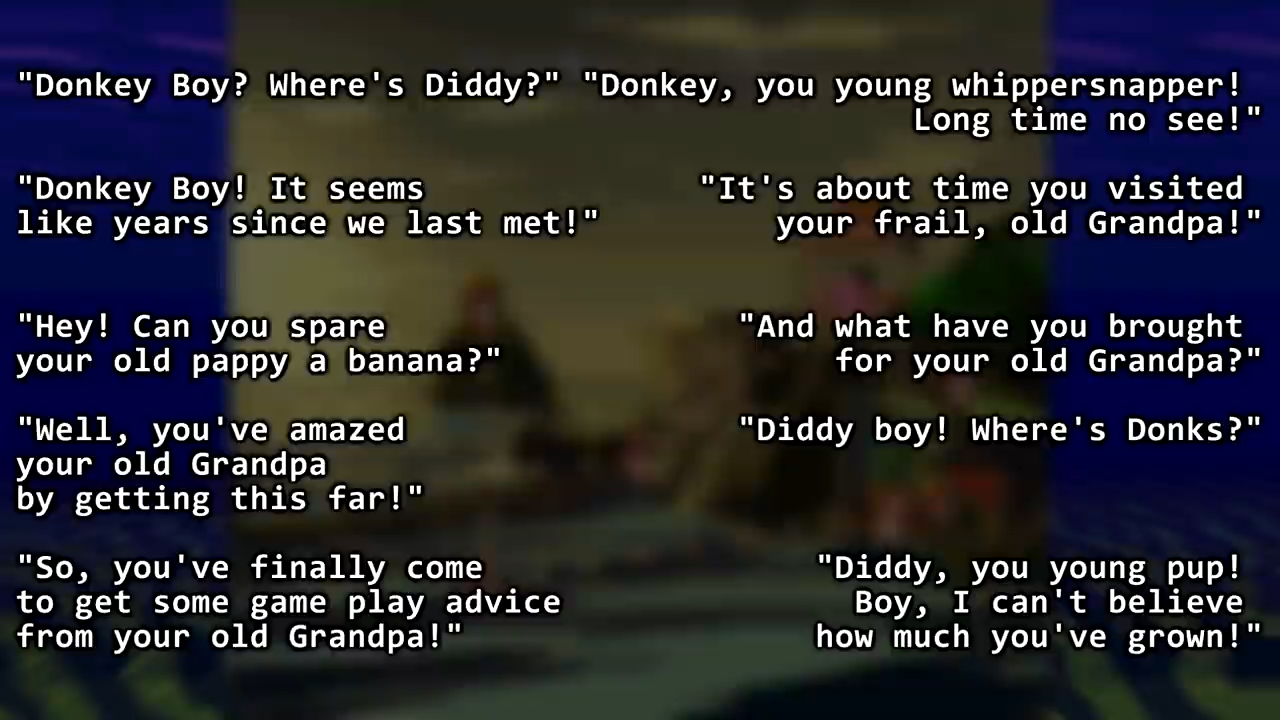 "Donkey Boy? Where's Diddy?"
"Donkey, you young whippersnapper!
Long time no see!"
"Donkey Boy! It seems
like years since we last met!"
"It's about time you visited
your frail, old Grandpa!"
"Hey! Can you spare
your old pappy a banana?"
"And what have you brought
for your old Grandpa?"
"Well, you've amazed
your old Grandpa
by getting this far!"
"Diddy boy! Where's Donks?"
"So, you've finally come
to get some game play advice
from your old Grandpa!"
"Diddy, you young pup!
Boy, I can't believe
how much you've grown!"